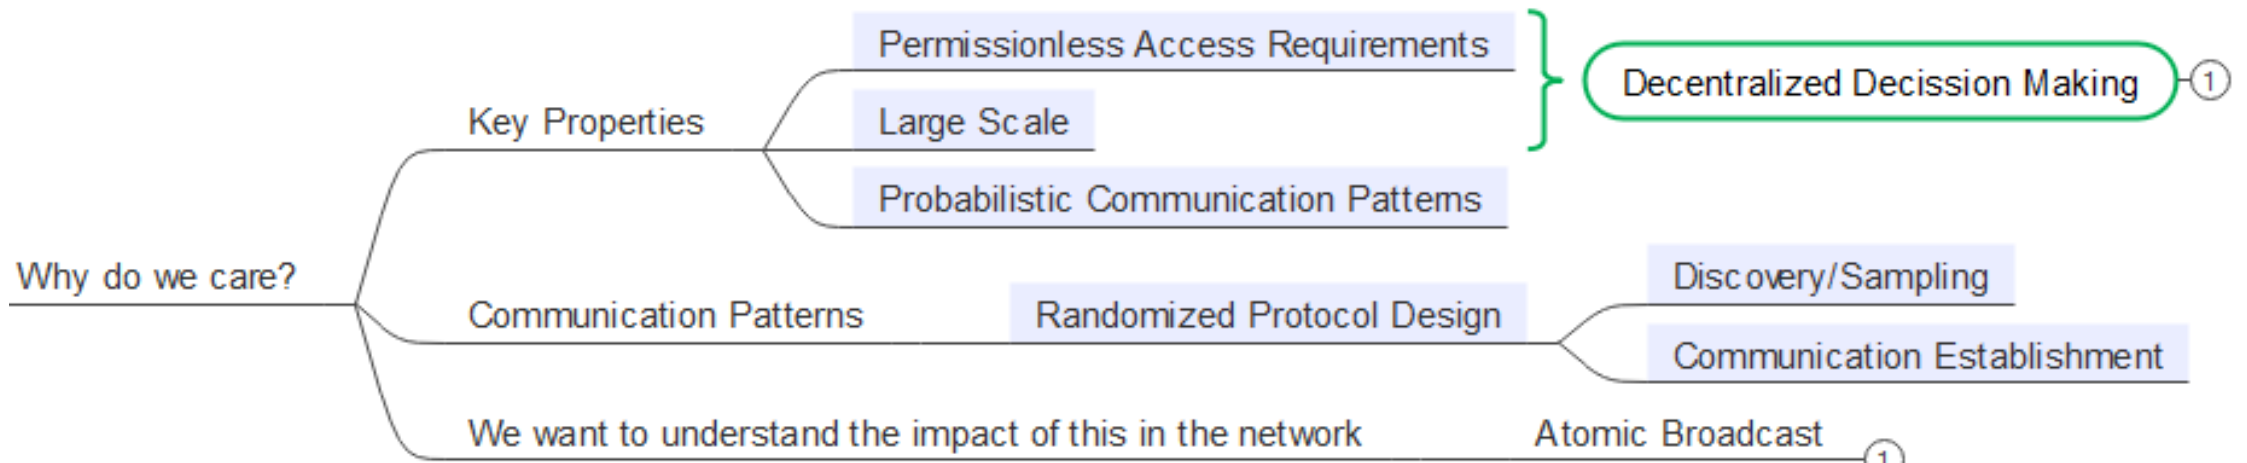 Permissionless Access Requirements
Decentralized Decission Making
1
Key Properties
Large Scale
Probabilistic Communication Patterns
Why do we care?
Discovery/Sampling
Communication Patterns
Randomized Protocol Design
Communication Establishment
We want to understand the impact of this in the network
Atomic Broadcast
1